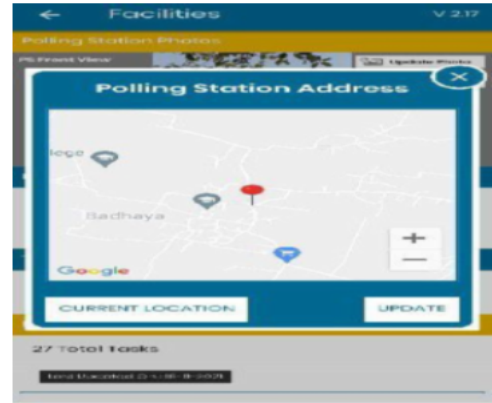 ← Facilities V 2.17
Polling Station Photos
PS Front View Update Photo
Polling Station Address
lege
Badhaya
+
−
Google
CURRENT LOCATION UPDATE
27 Total Tasks